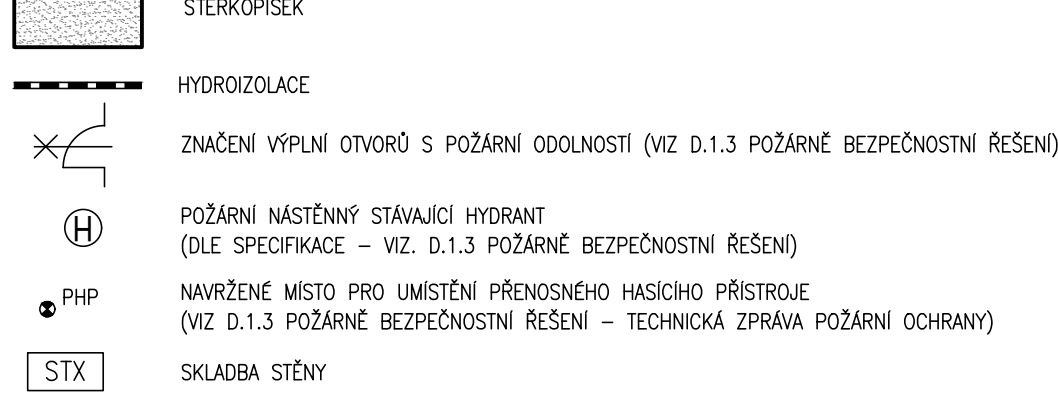 ŠTĚRKOPÍSEK
HYDROIZOLACE
ZNAČENÍ VÝPLNÍ OTVORŮ S POŽÁRNÍ ODOLNOSTÍ (VIZ D.1.3 POŽÁRNĚ BEZPEČNOSTNÍ ŘEŠENÍ)
H
POŽÁRNÍ NÁSTĚNNÝ STÁVAJÍCÍ HYDRANT
(DLE SPECIFIKACE – VIZ. D.1.3 POŽÁRNĚ BEZPEČNOSTNÍ ŘEŠENÍ)
PHP
NAVRŽENÉ MÍSTO PRO UMÍSTĚNÍ PŘENOSNÉHO HASÍCÍHO PŘÍSTROJE
(VIZ D.1.3 POŽÁRNĚ BEZPEČNOSTNÍ ŘEŠENÍ – TECHNICKÁ ZPRÁVA POŽÁRNÍ OCHRANY)
STX
SKLADBA STĚNY